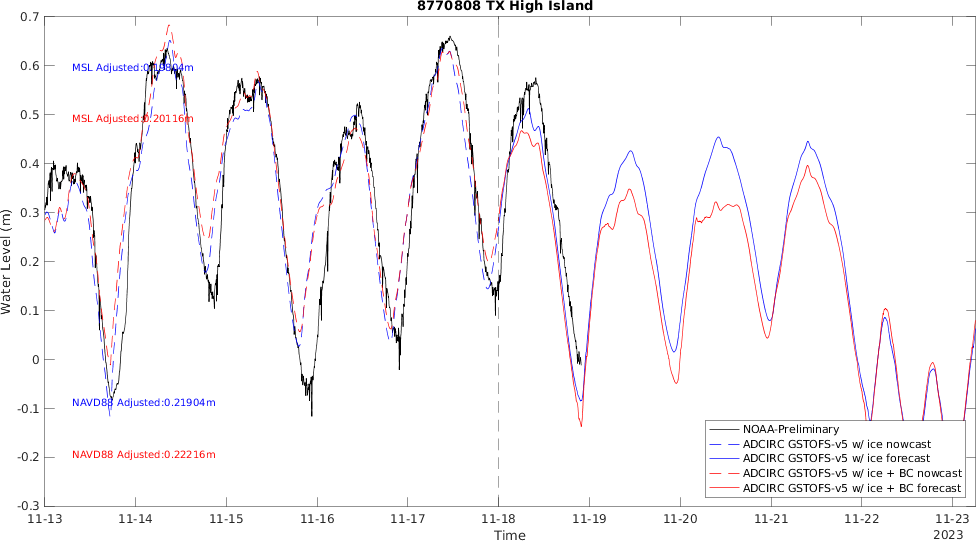 8770808 TX High Island
0.7
0.6
0.5
0.4
0.3
0.2
0.1
0
-0.1
-0.2
-0.3
Water Level (m)
MSL Adjusted:0.19804m
MSL Adjusted:0.20116m
NAVD88 Adjusted:0.21904m
NAVD88 Adjusted:0.22216m
NOAA-Preliminary
ADCIRC GSTOFS-v5 w/ ice nowcast
ADCIRC GSTOFS-v5 w/ ice forecast
ADCIRC GSTOFS-v5 w/ ice + BC nowcast
ADCIRC GSTOFS-v5 w/ ice + BC forecast
11-13 11-14 11-15 11-16 11-17 11-18 11-19 11-20 11-21 11-22 11-23
Time
2023